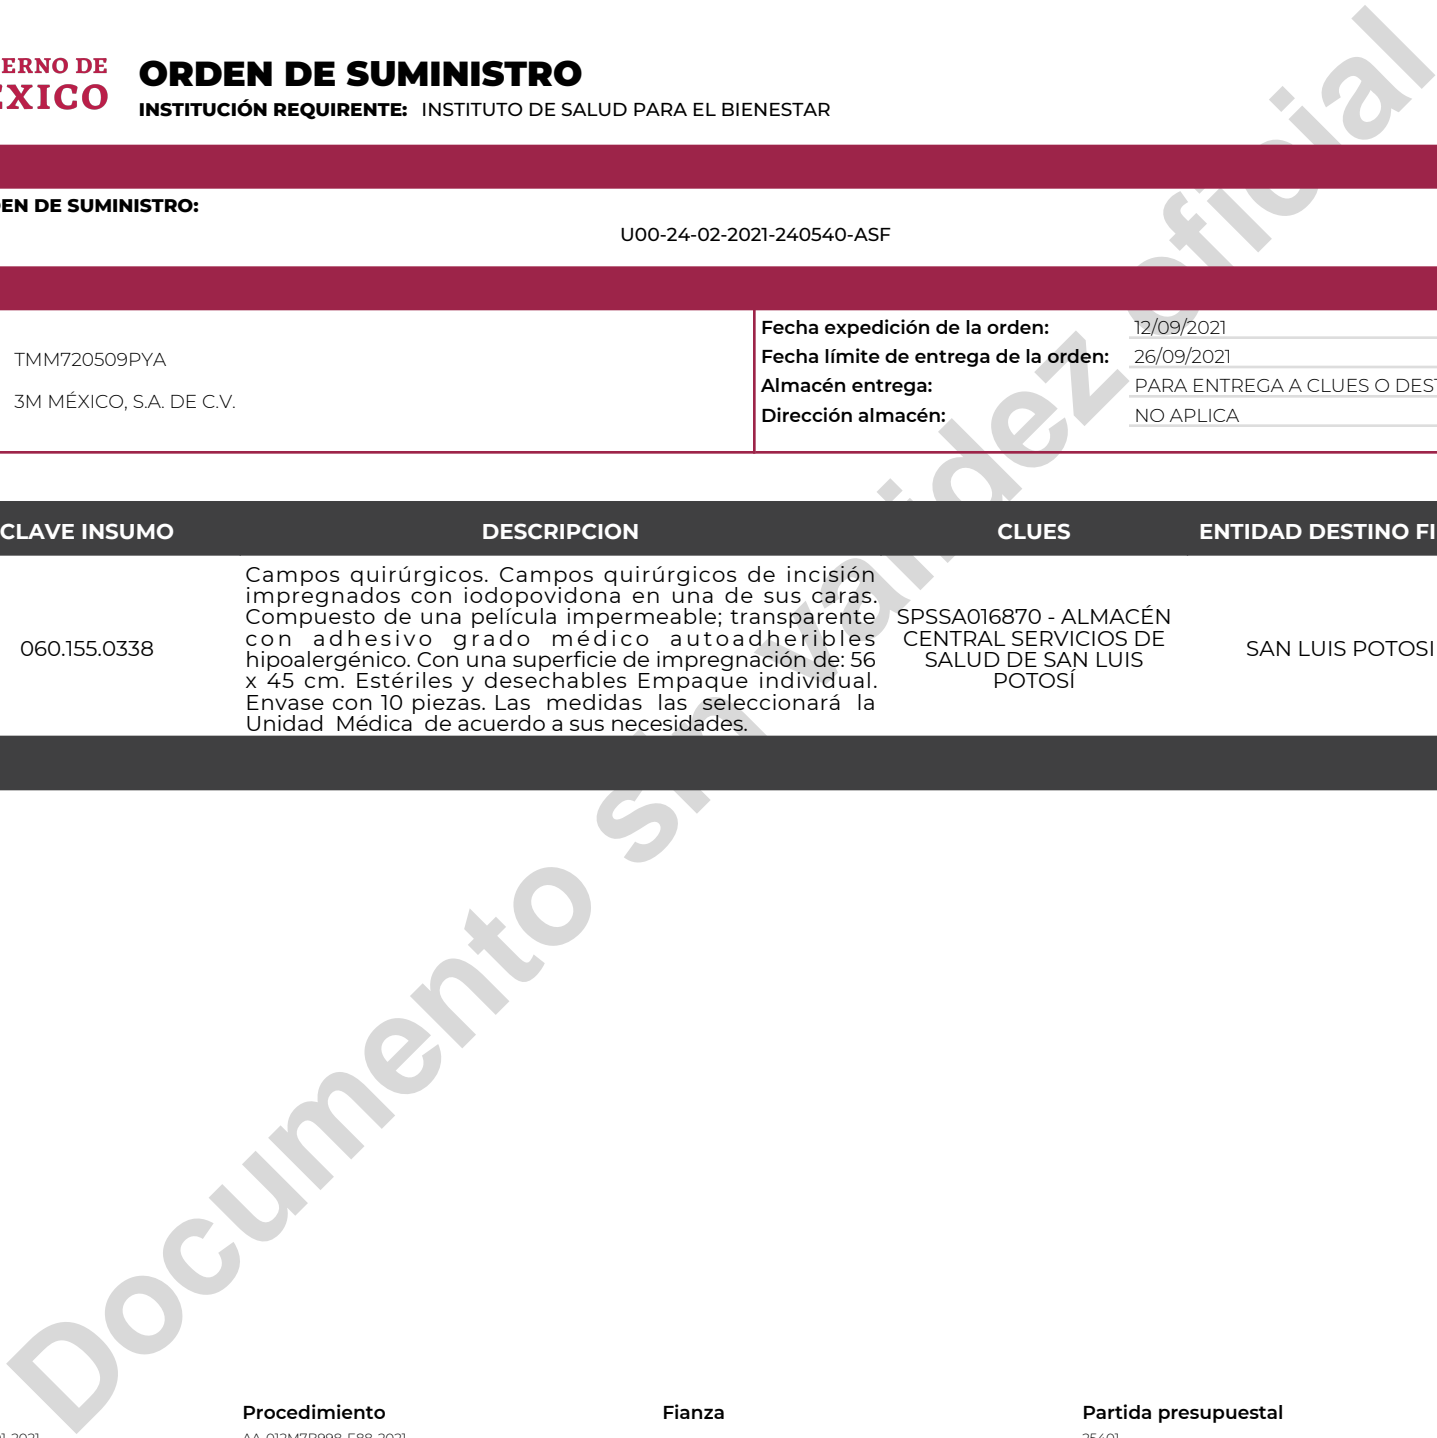 ERNO DE
ORDEN DE SUMINISTRO
INSTITUCIÓN REQUIRENTE: INSTITUTO DE SALUD PARA EL BIENESTAR
EN DE SUMINISTRO:
U00-24-02-2021-240540-ASF
TMM720509PYA
3M MÉXICO, S.A. DE C.V.
Fecha expedición de la orden: 12/09/2021
Fecha límite de entrega de la orden: 26/09/2021
Almacén entrega: PARA ENTREGA A CLUES O DEST
Dirección almacén: NO APLICA
CLAVE INSUMO DESCRIPCION CLUES ENTIDAD DESTINO FI
060.155.0338
Campos quirúrgicos. Campos quirúrgicos de incisión
impregnados con iodopovidona en una de sus caras.
Compuesto de una película impermeable; transparente
con adhesivo grado médico autoadheribles
hipoalergénico. Con una superficie de impregnación de: 56
x 45 cm. Estériles y desechables Empaque individual.
Envase con 10 piezas. Las medidas las seleccionará la
Unidad Médica de acuerdo a sus necesidades.
SPSSA016870 - ALMACÉN
CENTRAL SERVICIOS DE
SALUD DE SAN LUIS
POTOSÍ
SAN LUIS POTOSI
Documento sin validez oficial
Procedimiento Fianza Partida presupuestal